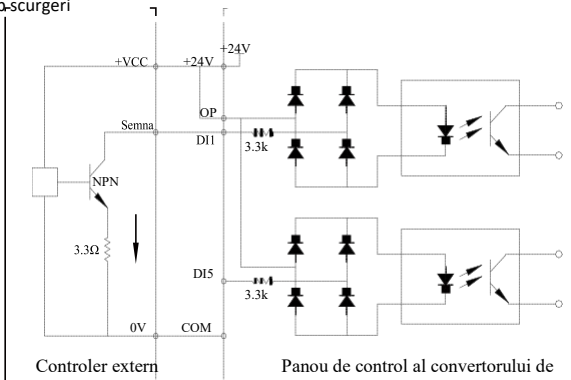 scurgeri
+24V
+VCC
+24V
OP
Semna
DI1
3.3k
NPN
3.3Ω
DI5
3.3k
0V
COM
Controler extern
Panou de control al convertorului de